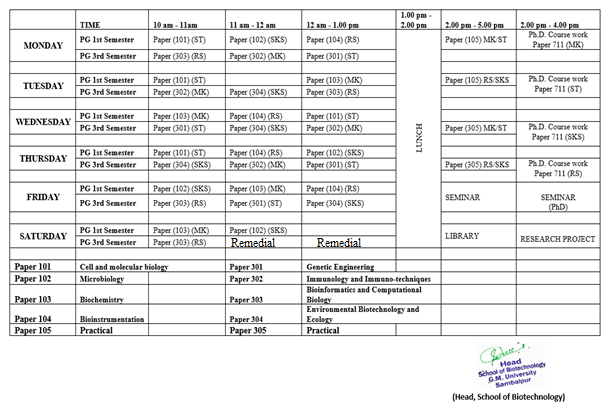 TIME 10 am - 11am 11 am - 12 am 12 am - 1.00 pm 1.00 pm - 2.00 pm 2.00 pm - 5.00 pm 2.00 pm - 4.00 pm
MONDAY PG 1st Semester Paper (101) (ST) Paper (102) (SKS) Paper (104) (RS) LUNCH Paper (105) MK/ST Ph.D. Course work Paper 711 (MK)
PG 3rd Semester Paper (303) (RS) Paper (302) (MK) Paper (301) (ST)
TUESDAY PG 1st Semester Paper (101) (ST) Paper (103) (MK) Paper (105) RS/SKS Ph.D. Course work Paper 711 (ST)
PG 3rd Semester Paper (302) (MK) Paper (304) (SKS) Paper (303) (RS)
WEDNESDAY PG 1st Semester Paper (103) (MK) Paper (104) (RS) Paper (101) (ST) Ph.D. Course work Paper 711 (SKS)
PG 3rd Semester Paper (301) (ST) Paper (304) (SKS) Paper (302) (MK) Paper (305) MK/ST
THURSDAY PG 1st Semester Paper (101) (ST) Paper (104) (RS) Paper (102) (SKS) Ph.D. Course work Paper 711 (RS)
PG 3rd Semester Paper (304) (SKS) Paper (302) (MK) Paper (301) (ST) Paper (305) RS/SKS
FRIDAY PG 1st Semester Paper (102) (SKS) Paper (103) (MK) Paper (104) (RS) SEMINAR SEMINAR (PhD)
PG 3rd Semester Paper (303) (RS) Paper (301) (ST) Paper (304) (SKS)
SATURDAY PG 1st Semester Paper (103) (MK) Paper (102) (SKS) LIBRARY RESEARCH PROJECT
PG 3rd Semester Paper (303) (RS) Remedial Remedial
Paper 101 Cell and molecular biology Paper 301 Genetic Engineering
Paper 102 Microbiology Paper 302 Immunology and Immuno-techniques
Paper 103 Biochemistry Paper 303 Bioinformatics and Computational Biology
Paper 104 Bioinstrumentation Paper 304 Environmental Biotechnology and Ecology
Paper 105 Practical Paper 305 Practical
Head
School of Biotechnology
G.M. University
Sambalpur
(Head, School of Biotechnology)